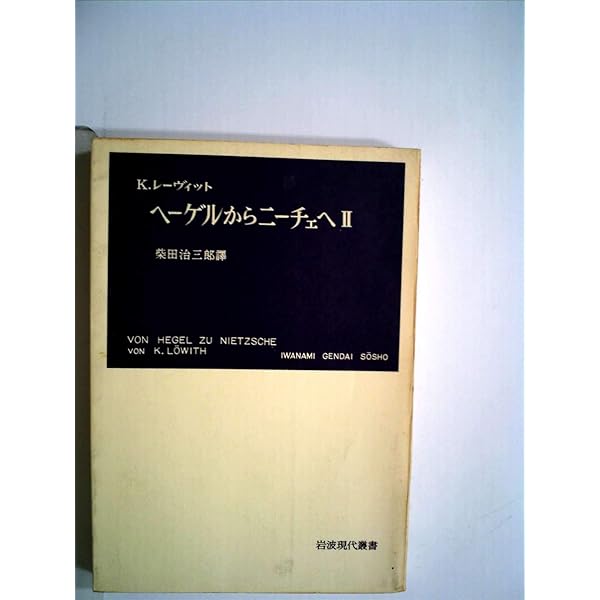 K.レーヴィット
ヘーゲルからニーチェへ II
柴田治三郎譯
VON HEGEL ZU NIETZSCHE
VON K. LÖWITH
IWANAMI GENDAI SŌSHO
岩波現代叢書